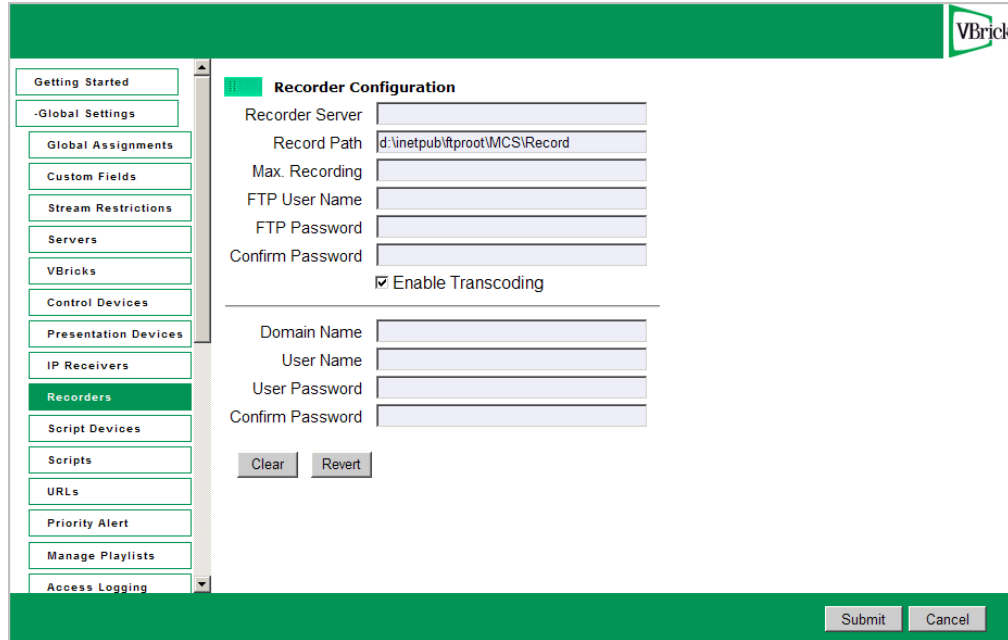 VBrick
Getting Started
-Global Settings
Global Assignments
Custom Fields
Stream Restrictions
Servers
VBricks
Control Devices
Presentation Devices
IP Receivers
Recorders
Script Devices
Scripts
URLs
Priority Alert
Manage Playlists
Access Logging
Recorder Configuration
Recorder Server
Record Path d:\inetpub\ftproot\MCS\Record
Max. Recording
FTP User Name
FTP Password
Confirm Password
Enable Transcoding
Domain Name
User Name
User Password
Confirm Password
Clear Revert
Submit Cancel